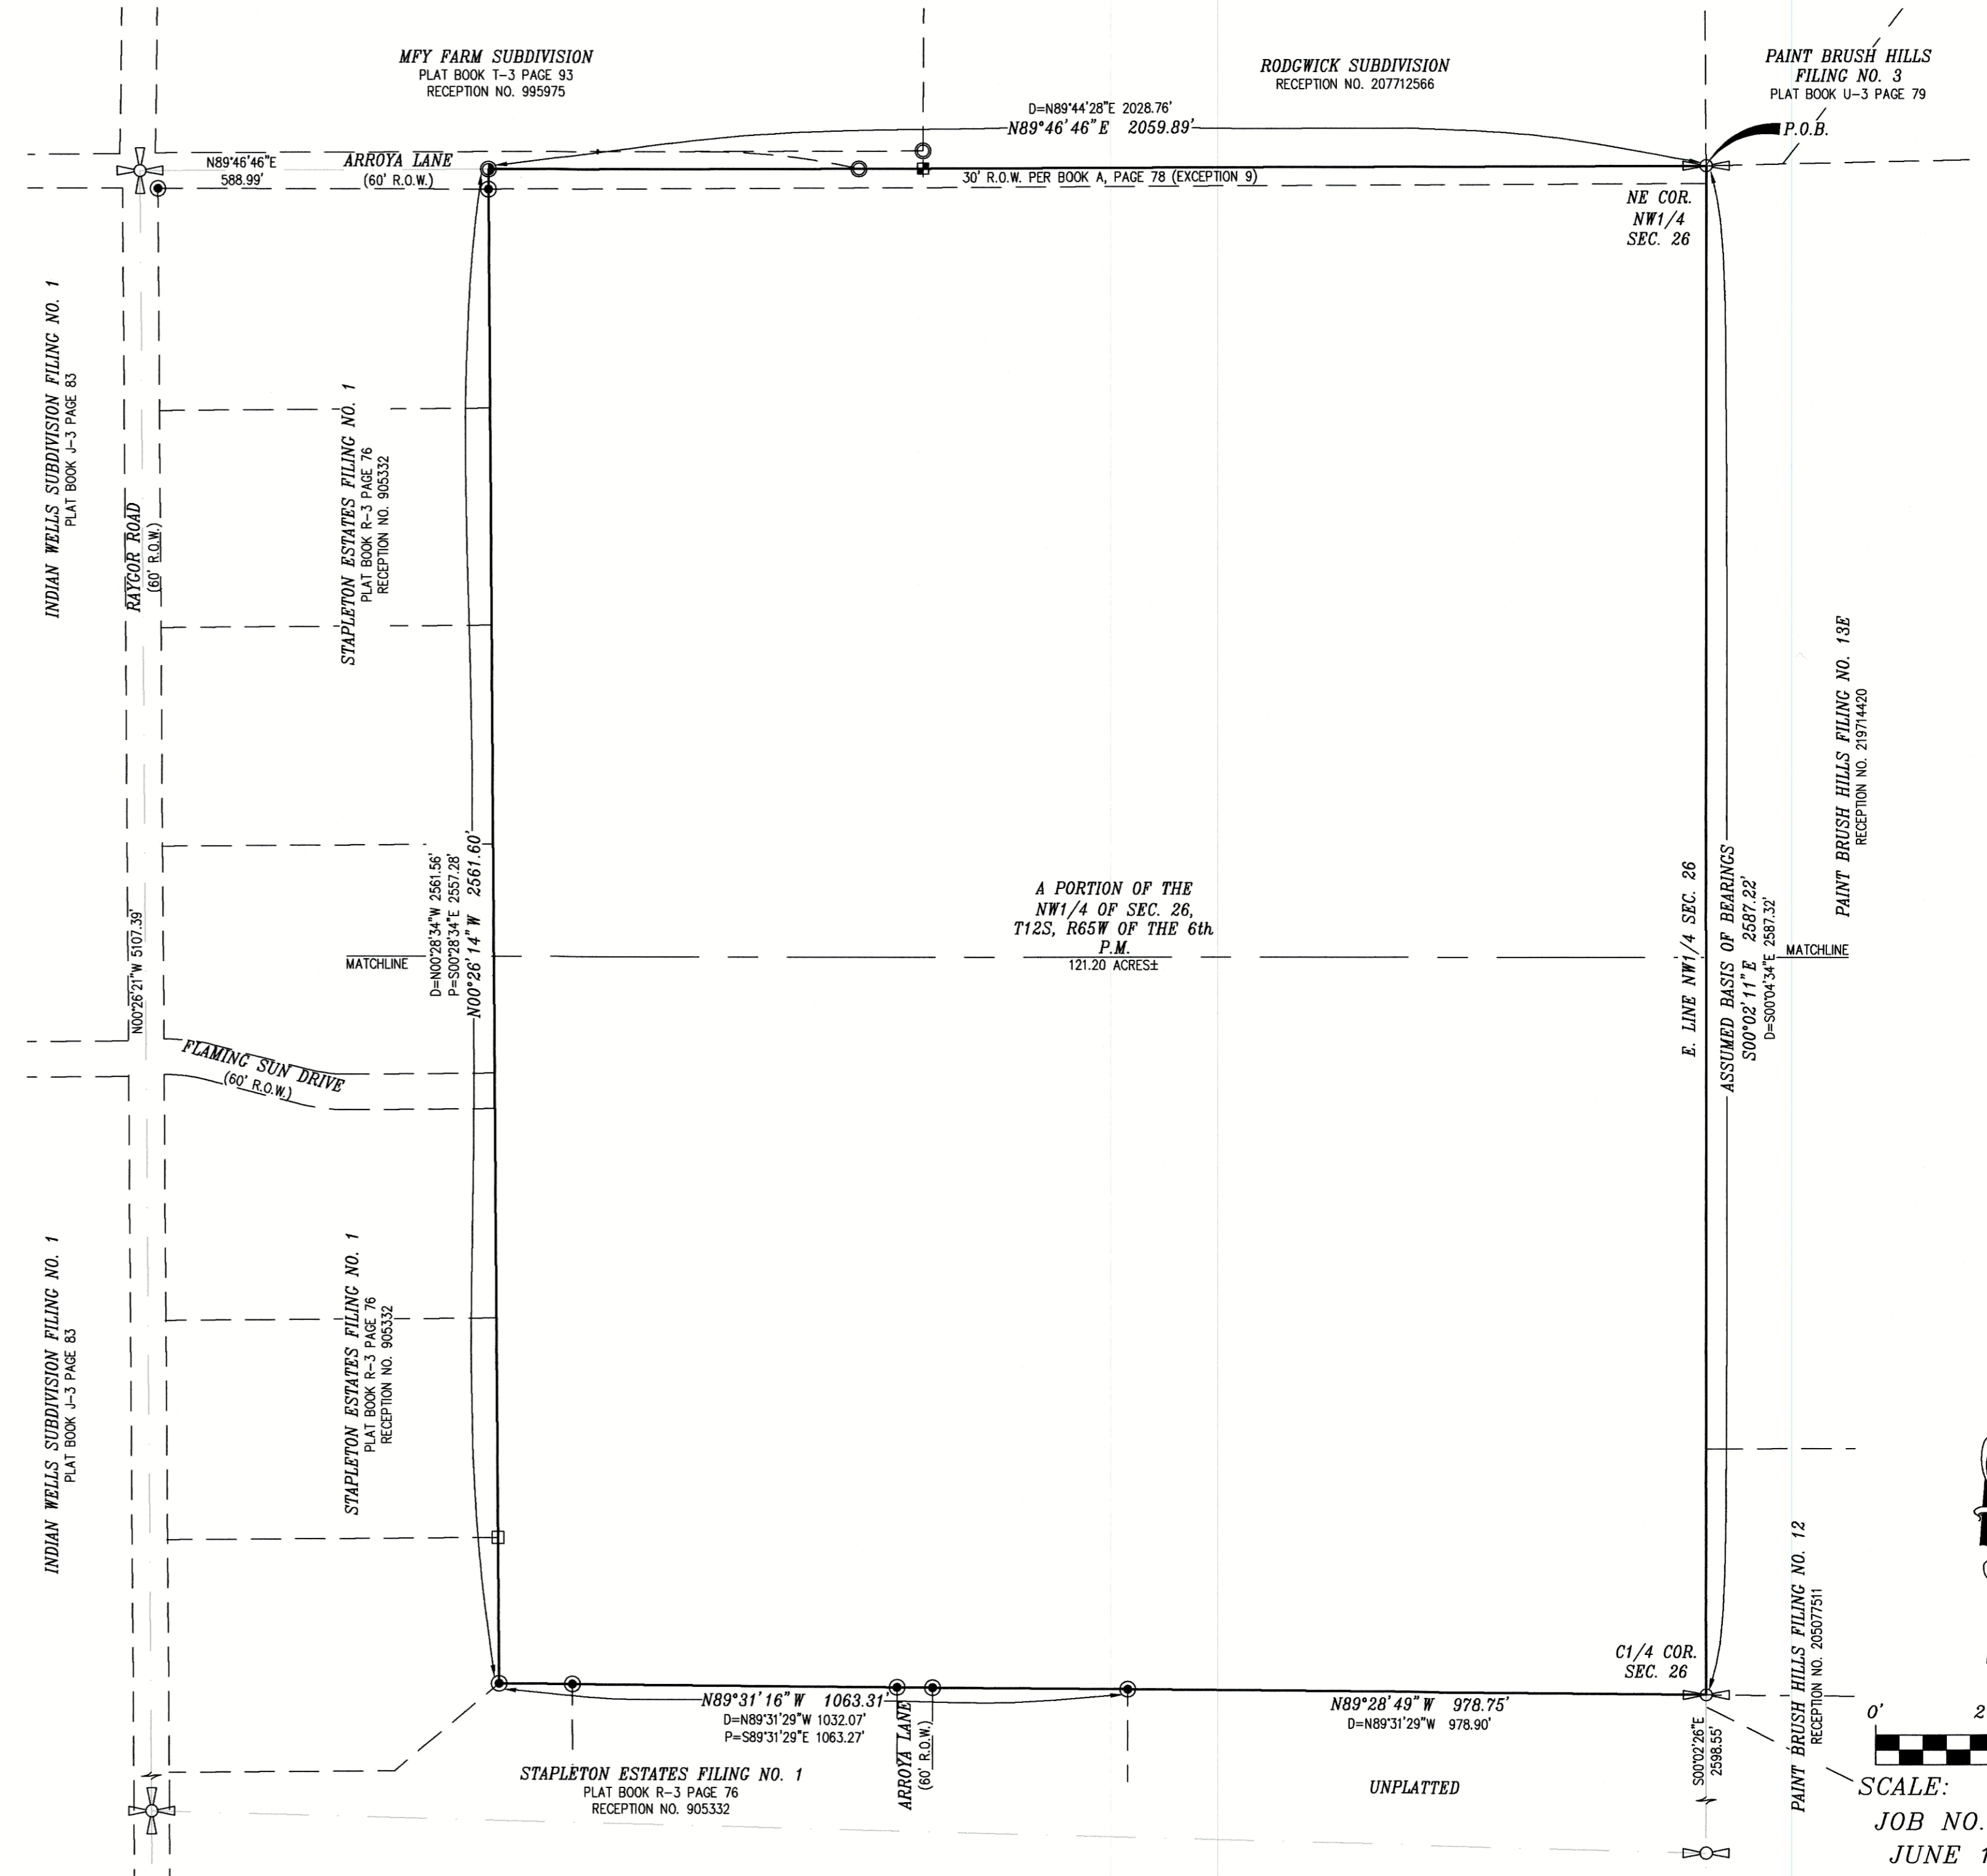 MFY FARM SUBDIVISION
PLAT BOOK T-3 PAGE 93
RECEPTION NO. 995975
RODGWICK SUBDIVISION
RECEPTION NO. 207712566
PAINT BRUSH HILLS
FILING NO. 3
PLAT BOOK U-3 PAGE 79
P.O.B.
D=N89°44'28"E 2028.76'
N89°46'46"E 2059.89'
N89°46'46"E
588.99'
ARROYA LANE
(60' R.O.W.)
30' R.O.W. PER BOOK A, PAGE 78 (EXCEPTION 9)
NE COR.
NW1/4
SEC. 26
INDIAN WELLS SUBDIVISION FILING NO. 1
PLAT BOOK J-3 PAGE 83
RAYGOR ROAD
(60' R.O.W.)
STAPLETON ESTATES FILING NO. 1
PLAT BOOK R-3 PAGE 76
RECEPTION NO. 905332
PAINT BRUSH HILLS FILING NO. 13E
RECEPTION NO. 219714420
N00°26'21"W 5107.39'
MATCHLINE
D=N00°28'34"W 2561.56'
P=S00°28'34"E 2557.28'
N00°26'14"W 2561.60'
A PORTION OF THE
NW1/4 OF SEC. 26,
T12S, R65W OF THE 6th
P.M.
121.20 ACRES±
E. LINE NW1/4 SEC. 26
ASSUMED BASIS OF BEARINGS
S00°02'11"E 2587.22'
D=S00°04'34"E 2587.32'
MATCHLINE
FLAMING SUN DRIVE
(60' R.O.W.)
INDIAN WELLS SUBDIVISION FILING NO. 1
PLAT BOOK J-3 PAGE 83
STAPLETON ESTATES FILING NO. 1
PLAT BOOK R-3 PAGE 76
RECEPTION NO. 905332
C1/4 COR.
SEC. 26
PAINT BRUSH HILLS FILING NO. 12
RECEPTION NO. 205077511
N89°31'16"W 1063.31'
D=N89°31'29"W 1032.07'
P=S89°31'29"E 1063.27'
ARROYA LANE
(60' R.O.W.)
N89°28'49"W 978.75'
D=N89°31'29"W 978.90'
S00°02'26"E
2598.55'
STAPLETON ESTATES FILING NO. 1
PLAT BOOK R-3 PAGE 76
RECEPTION NO. 905332
UNPLATTED
0'
2
SCALE:
JOB NO.
JUNE 1